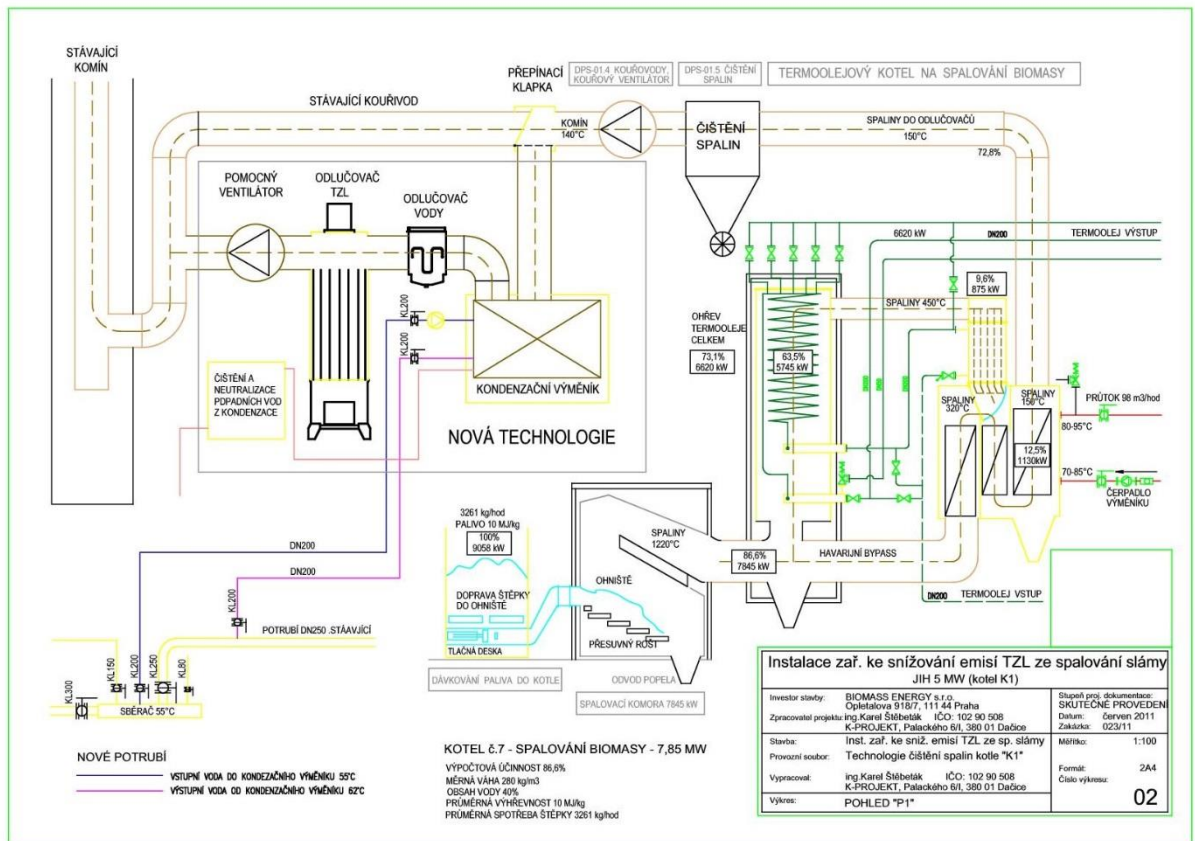 STÁVAJÍCÍ
KOMÍN
PŘEPÍNACÍ
KLAPKA
DPS-01.4 KOUŘOVODY,
KOUŘOVÝ VENTILÁTOR
DPS-01.5 ČIŠTĚNÍ
SPALIN
TERMOOLEJOVÝ KOTEL NA SPALOVÁNÍ BIOMASY
STÁVAJÍCÍ KOUŘIVOD
KOMÍN
140°C
ČIŠTĚNÍ
SPALIN
SPALINY DO ODLUČOVAČŮ
150°C
72,8%
POMOCNÝ
VENTILÁTOR
ODLUČOVAČ
TZL
ODLUČOVAČ
VODY
6620 kW
DN200
TERMOOLEJ VÝSTUP
9,6%
875 kW
SPALINY 450°C
OHŘEV
TERMOOLEJE
CELKEM
73,1%
6620 kW
63,5%
5745 kW
KL200
KL200
KONDENZAČNÍ VÝMĚNÍK
ČIŠTĚNÍ A
NEUTRALIZACE
PDPADNÍCH VOD
Z KONDENZACE
NOVÁ TECHNOLOGIE
SPALINY
320°C
SPALINY
150°C
PRŮTOK 98 m3/hod
80-95°C
12,5%
1130kW
70-85°C
ČERPADLO
VÝMĚNÍKU
3261 kg/hod
PALIVO 10 MJ/kg
100%
9058 kW
SPALINY
1220°C
86,6%
7845 kW
HAVARIJNÍ BYPASS
DN200
DN200
OHNIŠTĚ
DOPRAVA ŠTĚPKY
DO OHNIŠTĚ
TLAČNÁ DESKA
PŘESUVNÝ ROŠT
DN200
TERMOOLEJ VSTUP
KL200
POTRUBÍ DN250 .STÁAVJÍCÍ
KL150
KL200
KL250
KL80
KL300
SBĚRAČ 55°C
DÁVKOVÁNÍ PALIVA DO KOTLE
ODVOD POPELA
SPALOVACÍ KOMORA 7845 kW
NOVÉ POTRUBÍ
VSTUPNÍ VODA DO KONDEZAČNÍHO VÝMĚNÍKU 55°C
VÝSTUPNÍ VODA OD KONDENZAČNÍHO VÝMĚNÍKU 62°C
KOTEL č.7 - SPALOVÁNÍ BIOMASY - 7,85 MW
VÝPOČTOVÁ ÚČINNOST 86,6%
MĚRNÁ VÁHA 280 kg/m3
OBSAH VODY 40%
PRŮMĚRNÁ VÝHŘEVNOST 10 MJ/kg
PRŮMĚRNÁ SPOTŘEBA ŠTĚPKY 3261 kg/hod
Instalace zař. ke snižování emisí TZL ze spalování slámy
JIH 5 MW (kotel K1)
Investor stavby: BIOMASS ENERGY s.r.o.
Opletalova 918/7, 111 44 Praha
Zpracovatel projektu: ing.Karel Štěbeták IČO: 102 90 508
K-PROJEKT, Palackého 6/I, 380 01 Dačice
Stupeň proj. dokumentace:
SKUTEČNÉ PROVEDENÍ
Datum: červen 2011
Zakázka: 023/11
Stavba: Inst. zař. ke sniž. emisí TZL ze sp. slámy
Provozní soubor: Technologie čištění spalin kotle "K1"
Měřítko: 1:100
Vypracoval: ing.Karel Štěbeták IČO: 102 90 508
K-PROJEKT, Palackého 6/I, 380 01 Dačice
Formát: 2A4
Číslo výkresu:
02
Výkres: POHLED "P1"